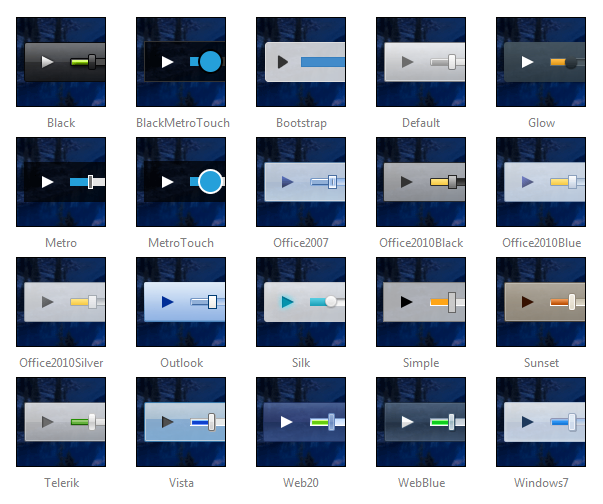 Black BlackMetroTouch Bootstrap Default Glow
Metro MetroTouch Office2007 Office2010Black Office2010Blue
Office2010Silver Outlook Silk Simple Sunset
Telerik Vista Web20 WebBlue Windows7